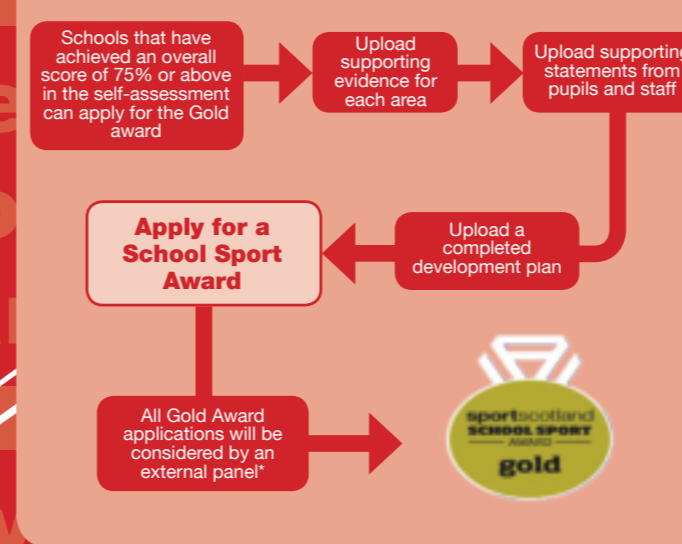 Schools that have
achieved an overall
score of 75% or above
in the self-assessment
can apply for the Gold
award
Upload
supporting
evidence for
each area
Upload supporting
statements from
pupils and staff
Upload a
completed
development plan
Apply for a
School Sport
Award
All Gold Award
applications will be
considered by an
external panel*
sportscotland
SCHOOL SPORT
AWARD
gold